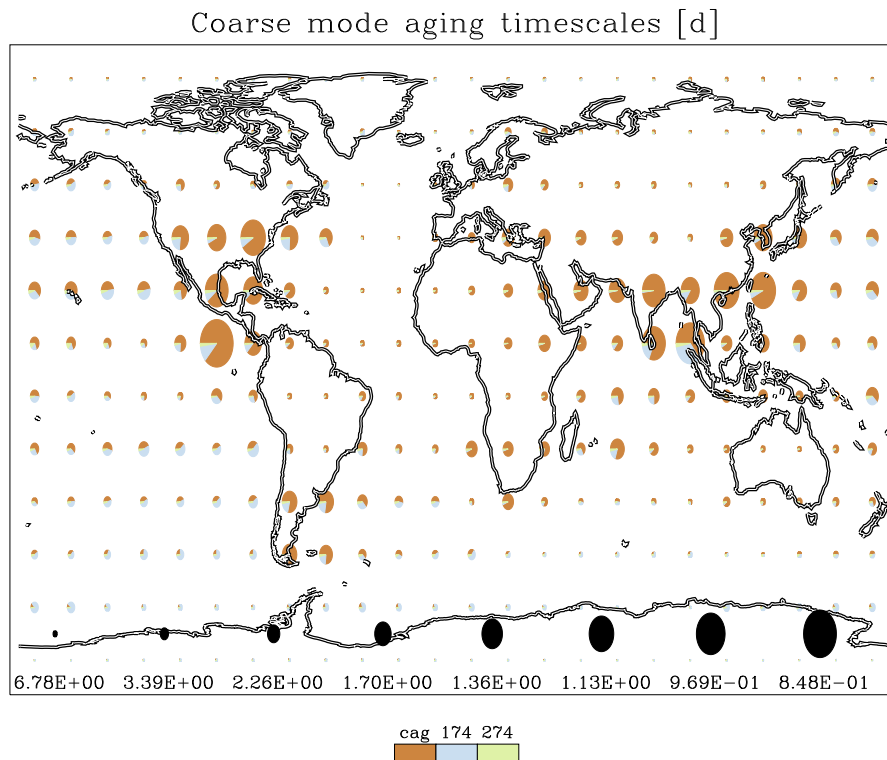 Coarse mode aging timescales [d]
6.78E+00 3.39E+00 2.26E+00 1.70E+00 1.36E+00 1.13E+00 9.69E−01 8.48E−01
cag 174 274